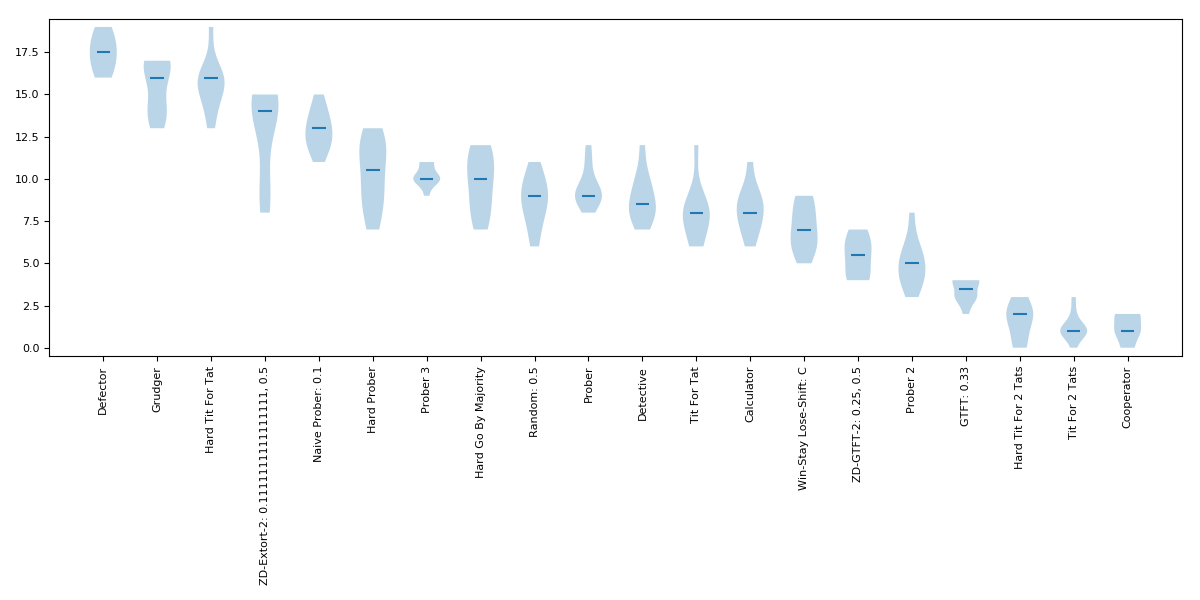 17.5
15.0
12.5
10.0
7.5
5.0
2.5
0.0
Defector
Grudger
Hard Tit For Tat
ZD-Extort-2: 0.1111111111111111, 0.5
Naive Prober: 0.1
Hard Prober
Prober 3
Hard Go By Majority
Random: 0.5
Prober
Detective
Tit For Tat
Calculator
Win-Stay Lose-Shift: C
ZD-GTFT-2: 0.25, 0.5
Prober 2
GTFT: 0.33
Hard Tit For 2 Tats
Tit For 2 Tats
Cooperator